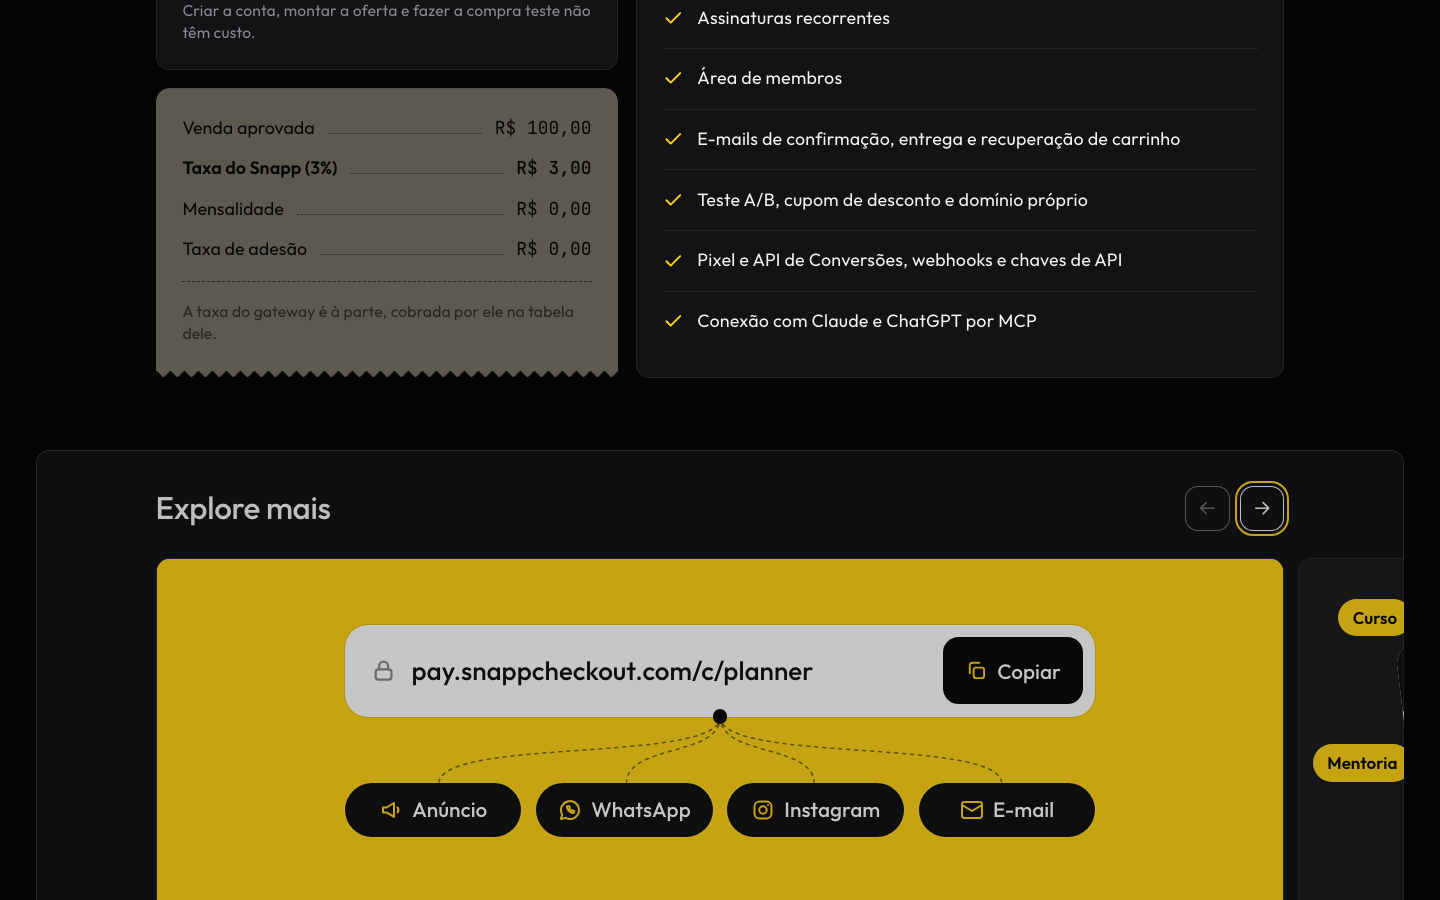 Criar a conta, montar a oferta e fazer a compra teste não
têm custo.
Venda aprovada R$ 100,00
Taxa do Snapp (3%) R$ 3,00
Mensalidade R$ 0,00
Taxa de adesão R$ 0,00
A taxa do gateway é à parte, cobrada por ele na tabela
dele.
Assinaturas recorrentes
Área de membros
E-mails de confirmação, entrega e recuperação de carrinho
Teste A/B, cupom de desconto e domínio próprio
Pixel e API de Conversões, webhooks e chaves de API
Conexão com Claude e ChatGPT por MCP
Explore mais
pay.snappcheckout.com/c/planner
Copiar
Anúncio
WhatsApp
Instagram
E-mail
Curso
Mentoria